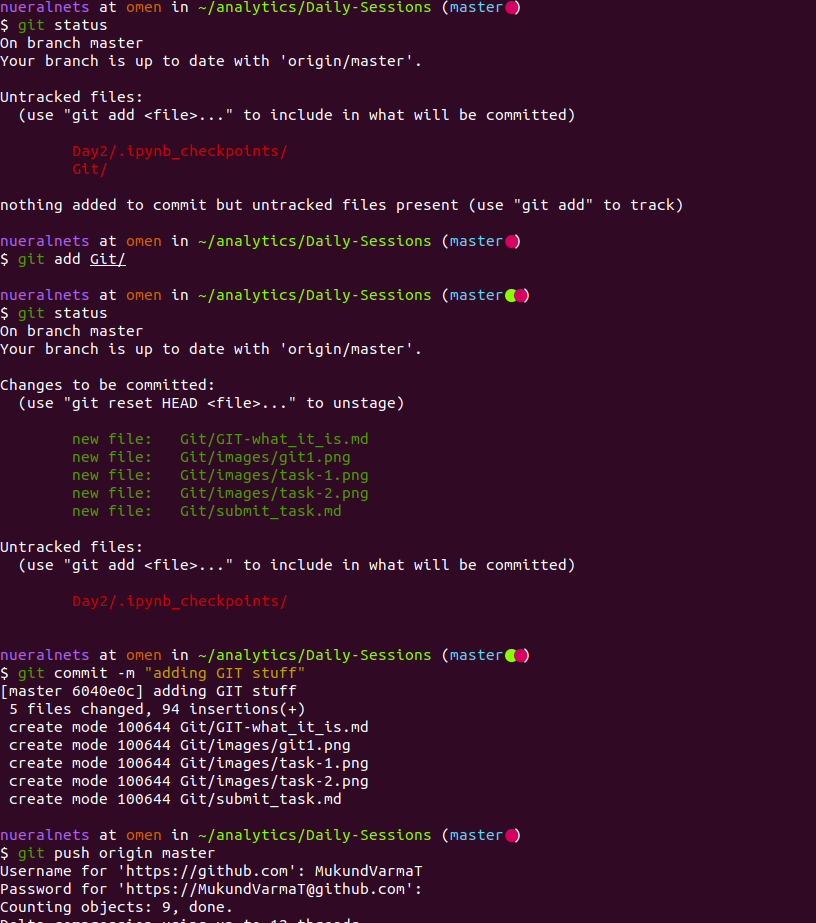 nueralnets at omen in ~/analytics/Daily-Sessions (master)
$ git status
On branch master
Your branch is up to date with 'origin/master'.
Untracked files:
(use "git add <file>..." to include in what will be committed)
Day2/.ipynb_checkpoints/
Git/
nothing added to commit but untracked files present (use "git add" to track)
nueralnets at omen in ~/analytics/Daily-Sessions (master)
$ git add Git/
nueralnets at omen in ~/analytics/Daily-Sessions (master)
$ git status
On branch master
Your branch is up to date with 'origin/master'.
Changes to be committed:
(use "git reset HEAD <file>..." to unstage)
new file:   Git/GIT-what_it_is.md
new file:   Git/images/git1.png
new file:   Git/images/task-1.png
new file:   Git/images/task-2.png
new file:   Git/submit_task.md
Untracked files:
(use "git add <file>..." to include in what will be committed)
Day2/.ipynb_checkpoints/
nueralnets at omen in ~/analytics/Daily-Sessions (master)
$ git commit -m "adding GIT stuff"
[master 6040e0c] adding GIT stuff
5 files changed, 94 insertions(+)
create mode 100644 Git/GIT-what_it_is.md
create mode 100644 Git/images/git1.png
create mode 100644 Git/images/task-1.png
create mode 100644 Git/images/task-2.png
create mode 100644 Git/submit_task.md
nueralnets at omen in ~/analytics/Daily-Sessions (master)
$ git push origin master
Username for 'https://github.com': MukundVarmaT
Password for 'https://MukundVarmaT@github.com':
Counting objects: 9, done.
Delta compression using up to 12 threads.